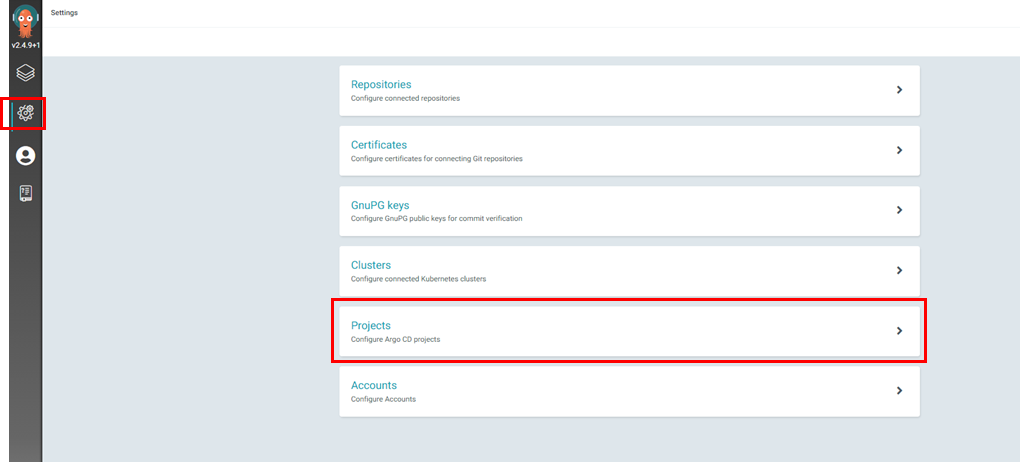 Settings
v2.4.9+1
Repositories
Configure connected repositories
Certificates
Configure certificates for connecting Git repositories
GnuPG keys
Configure GnuPG public keys for commit verification
Clusters
Configure connected Kubernetes clusters
Projects
Configure Argo CD projects
Accounts
Configure Accounts